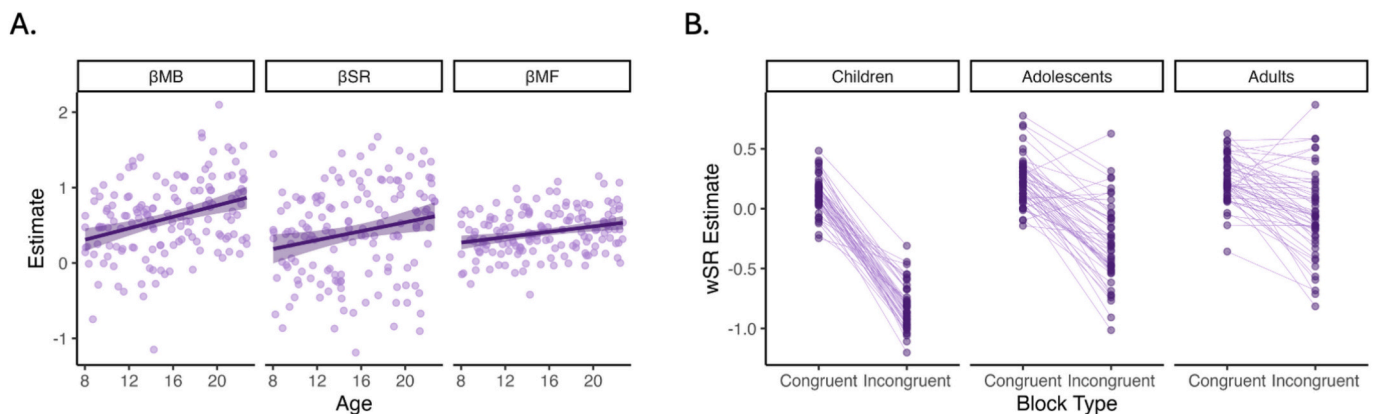 A.
βMB βSR βMF
Estimate
2
1
0
-1
8 12 16 20 8 12 16 20 8 12 16 20
Age
B.
Children Adolescents Adults
wSR Estimate
0.5
0.0
-0.5
-1.0
Congruent Incongruent Congruent Incongruent Congruent Incongruent
Block Type